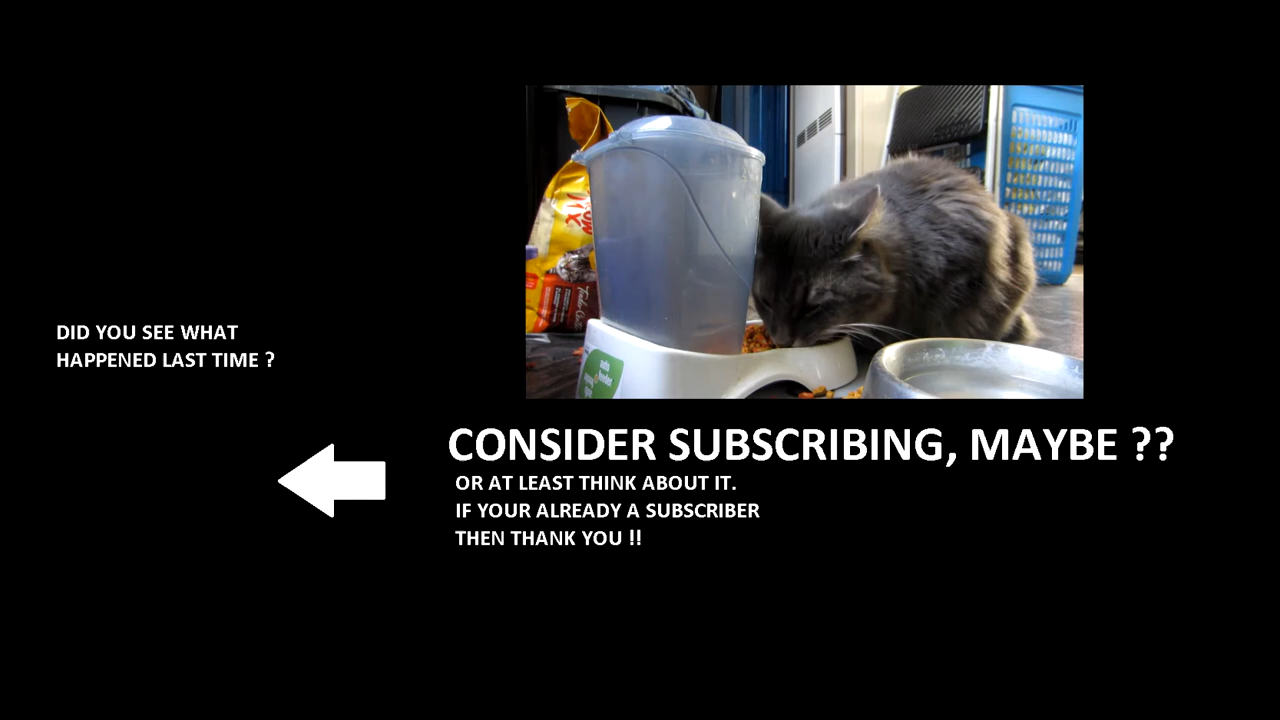 DID YOU SEE WHAT
HAPPENED LAST TIME ?
CONSIDER SUBSCRIBING, MAYBE ??
OR AT LEAST THINK ABOUT IT.
IF YOUR ALREADY A SUBSCRIBER
THEN THANK YOU !!